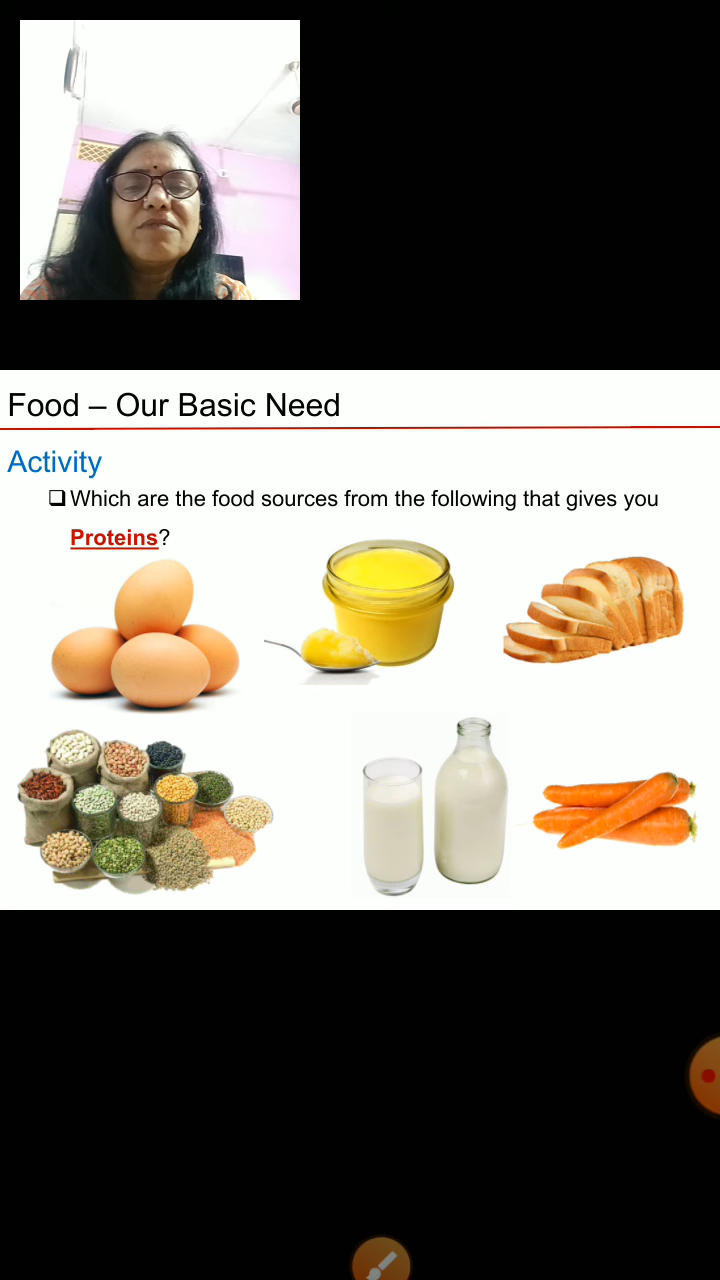 Food – Our Basic Need
Activity
❑ Which are the food sources from the following that gives you
Proteins?